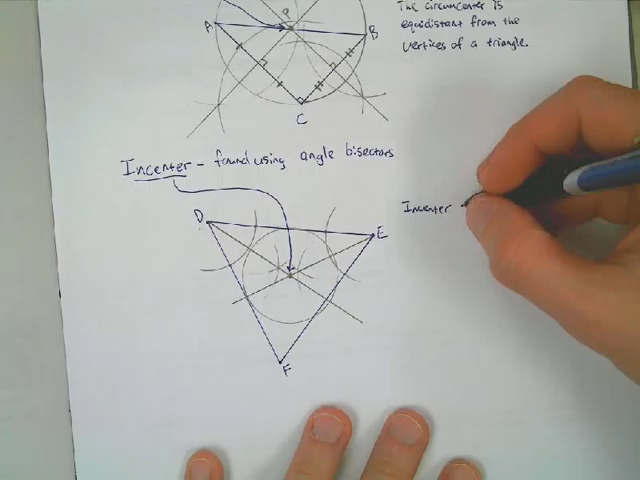 P
A
B
C
The circumcenter is
equidistant from the
vertices of a triangle.
Incenter - found using angle bisectors
D
E
F
Incenter